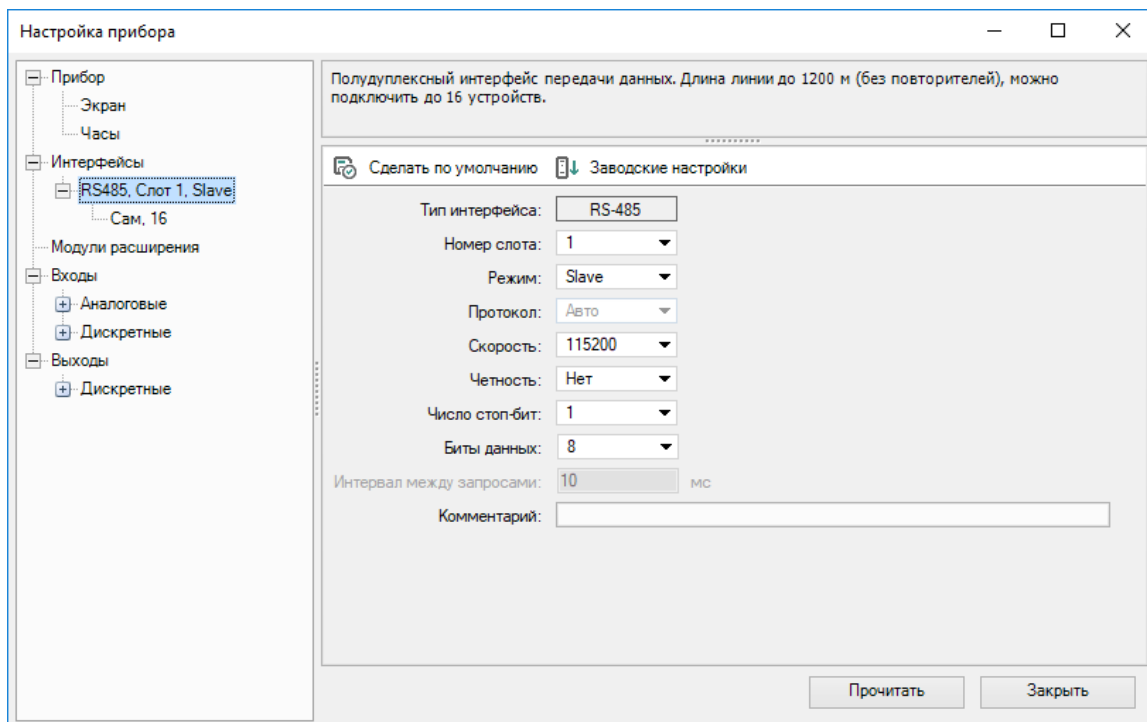 Настройка прибора
Прибор
Экран
Часы
Интерфейсы
RS485, Слот 1, Slave
Сам, 16
Модули расширения
Входы
Аналоговые
Дискретные
Выходы
Дискретные
Полудуплексный интерфейс передачи данных. Длина линии до 1200 м (без повторителей), можно
подключить до 16 устройств.
Сделать по умолчанию Заводские настройки
Тип интерфейса: RS-485
Номер слота: 1
Режим: Slave
Протокол: Авто
Скорость: 115200
Четность: Нет
Число стоп-бит: 1
Биты данных: 8
Интервал между запросами: 10 мс
Комментарий:
Прочитать Закрыть